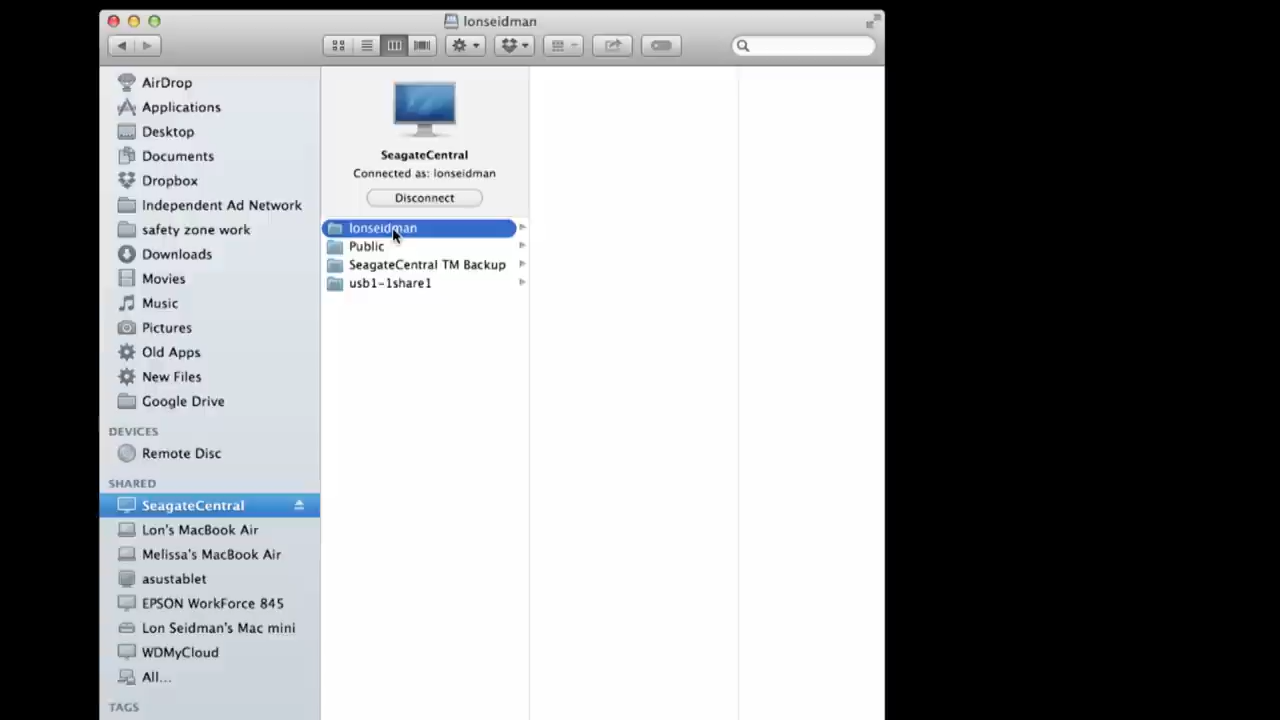 lonseidman
AirDrop
Applications
Desktop
Documents
Dropbox
Independent Ad Network
safety zone work
Downloads
Movies
Music
Pictures
Old Apps
New Files
Google Drive
DEVICES
Remote Disc
SHARED
SeagateCentral
Lon's MacBook Air
Melissa's MacBook Air
asustablet
EPSON WorkForce 845
Lon Seidman's Mac mini
WDMyCloud
All...
TAGS
SeagateCentral
Connected as: lonseidman
Disconnect
lonseidman
Public
SeagateCentral TM Backup
usb1-1share1